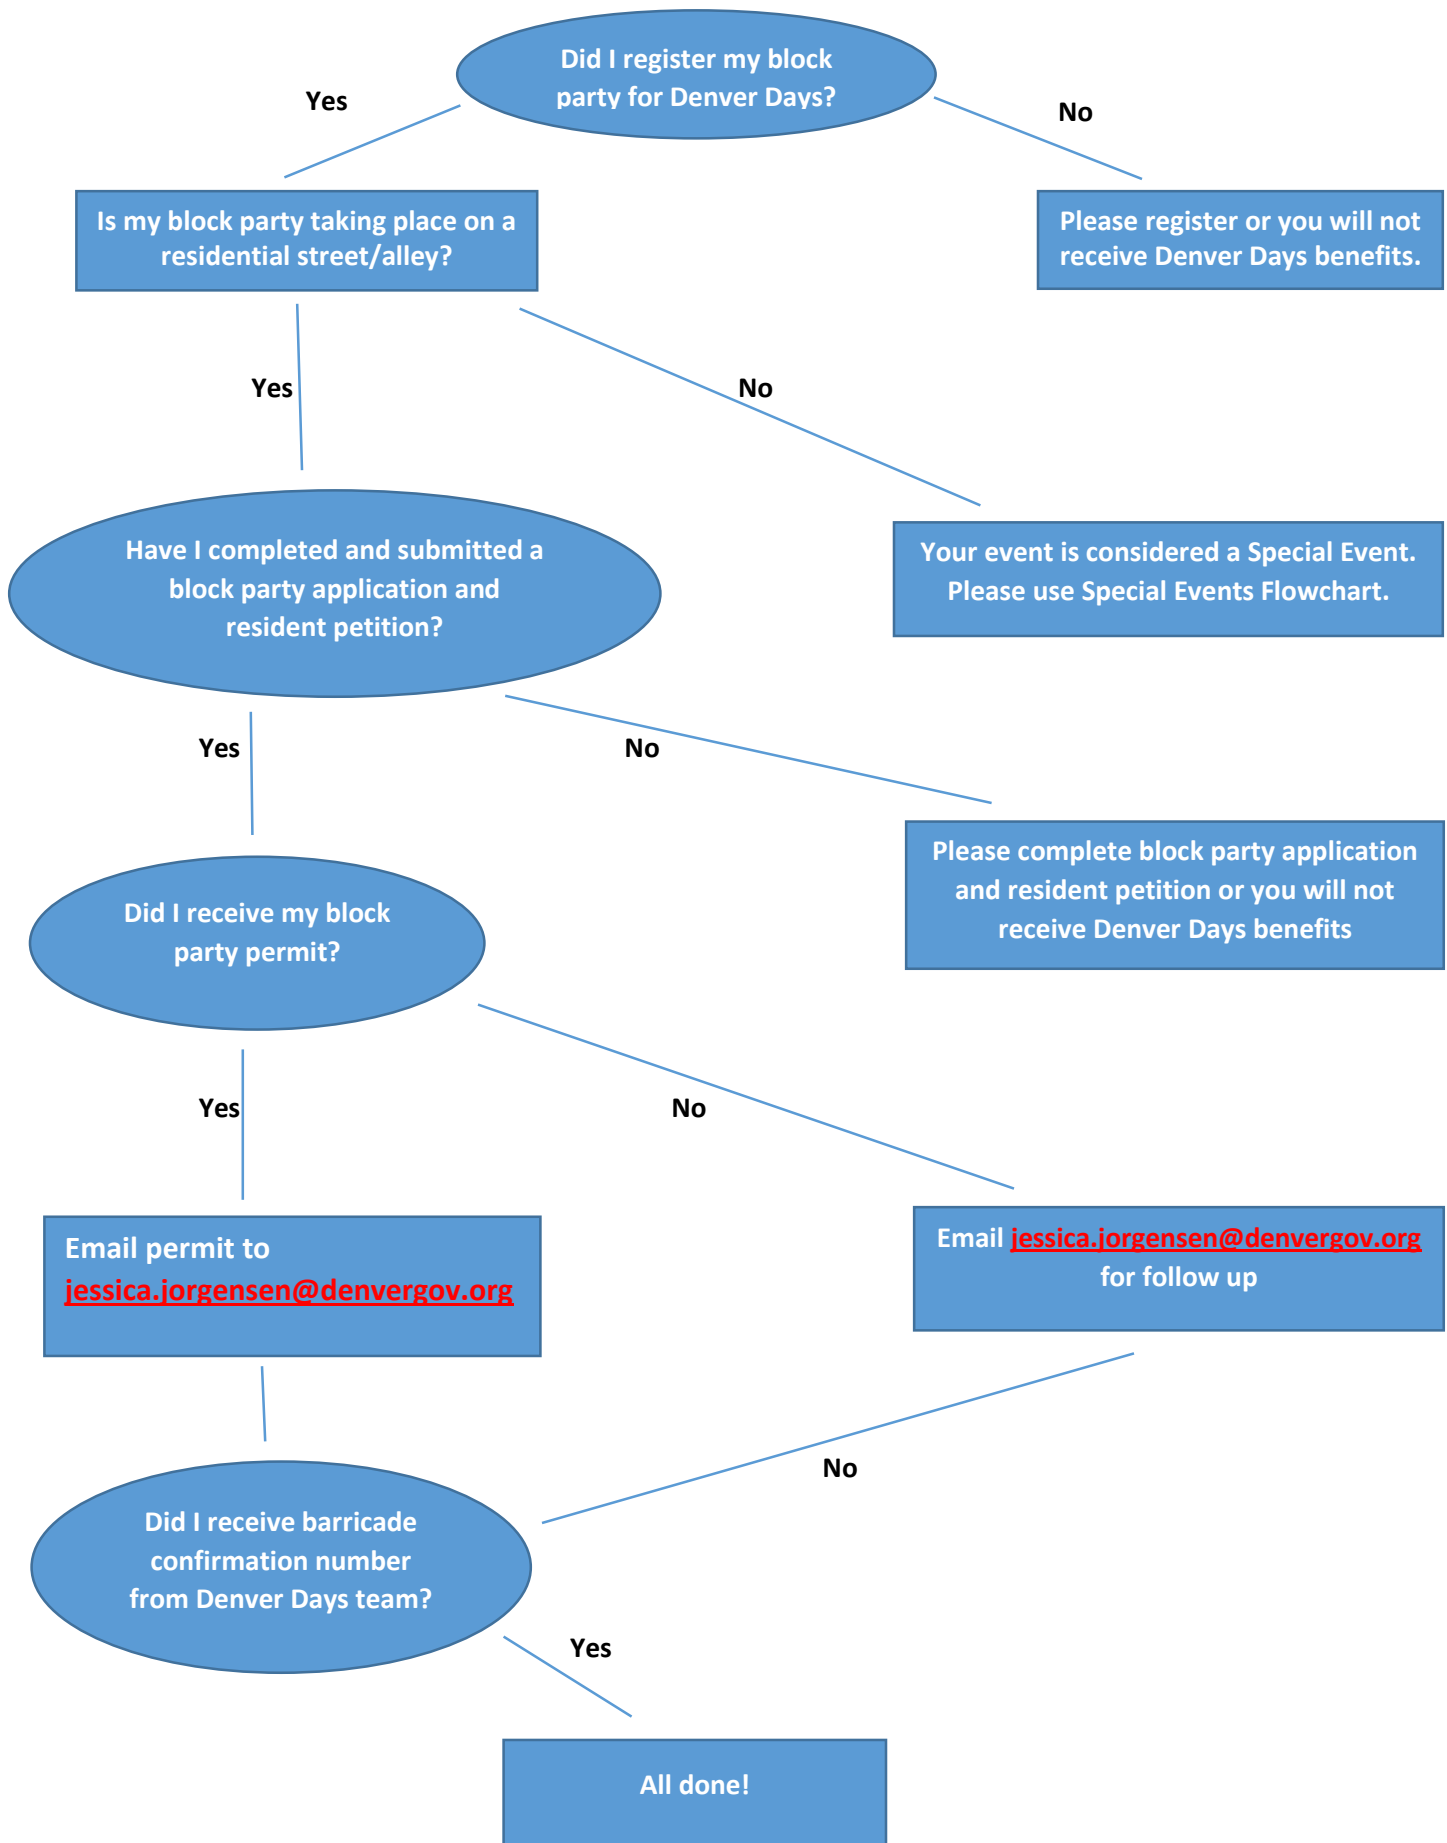 Did I register my block
party for Denver Days?
Yes
No
Is my block party taking place on a
residential street/alley?
Please register or you will not
receive Denver Days benefits.
Yes
No
Have I completed and submitted a
block party application and
resident petition?
Your event is considered a Special Event.
Please use Special Events Flowchart.
Yes
No
Please complete block party application
and resident petition or you will not
receive Denver Days benefits
Did I receive my block
party permit?
Yes
No
Email permit to
jessica.jorgensen@denvergov.org
Email jessica.jorgensen@denvergov.org
for follow up
No
Did I receive barricade
confirmation number
from Denver Days team?
Yes
All done!